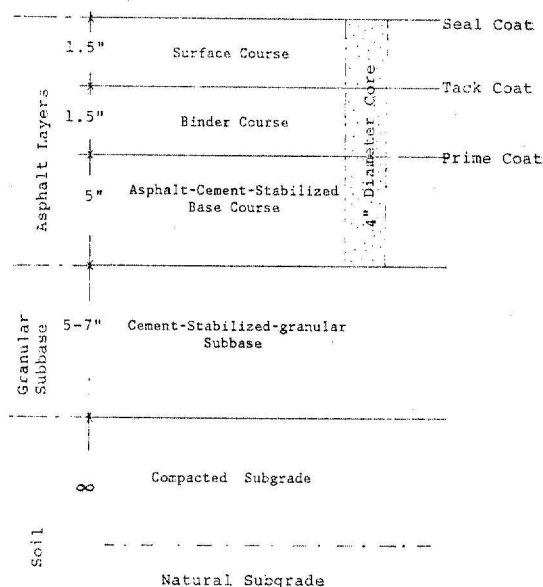 Seal Coat
1.5"
Surface Course
Tack Coat
1.5"
Binder Course
Prime Coat
5"
Asphalt-Cement-Stabilized
Base Course
4" Diameter Core
Asphalt Layers
5-7"
Cement-Stabilized-granular
Subbase
Granular
Subbase
Compacted Subgrade
∞
Soil
Natural Subgrade